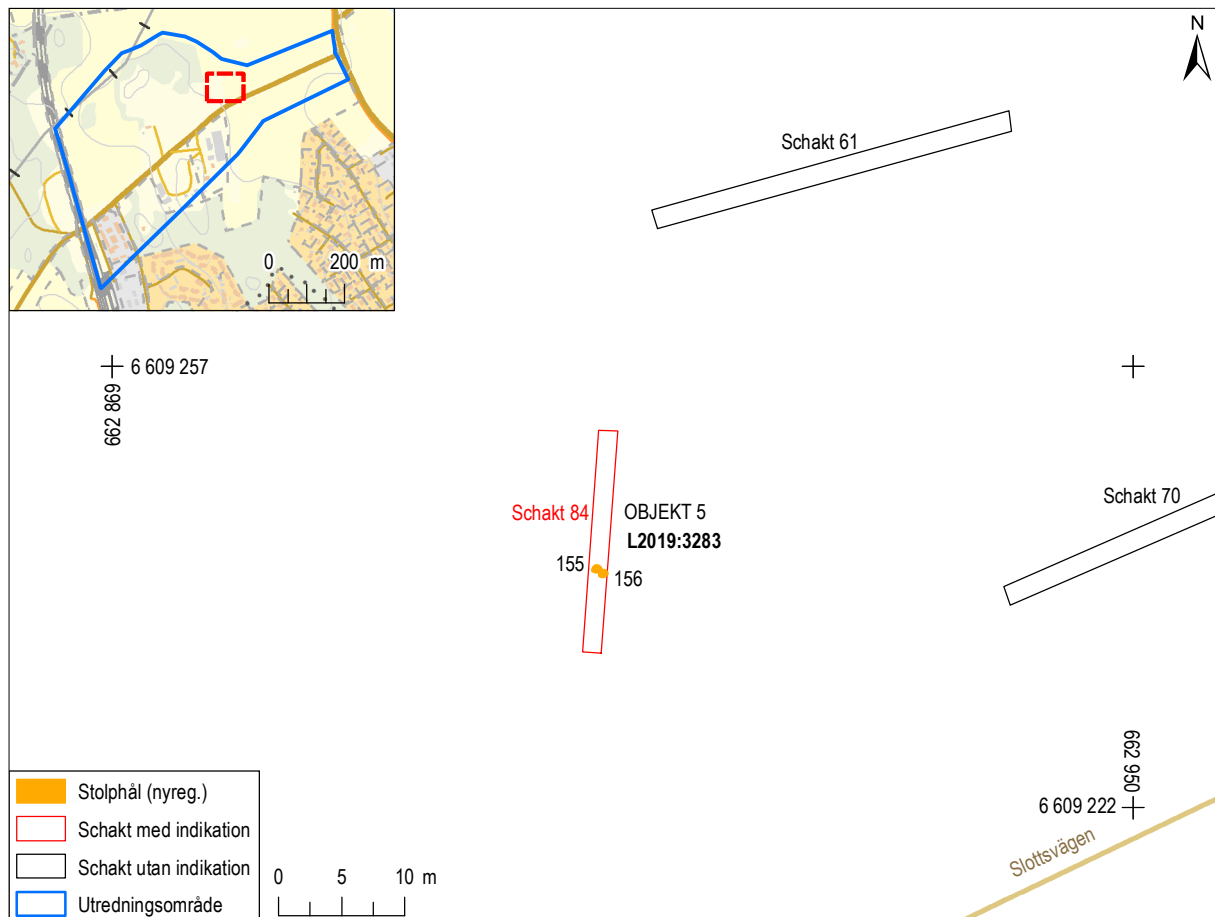 N
0 200 m
Schakt 61
6 609 257
662 869
Schakt 70
Schakt 84
OBJEKT 5
L2019:3283
155
156
662 950
6 609 222
Slottsvägen
Stolphål (nyreg.)
Schakt med indikation
Schakt utan indikation
Utredningsområde
0 5 10 m